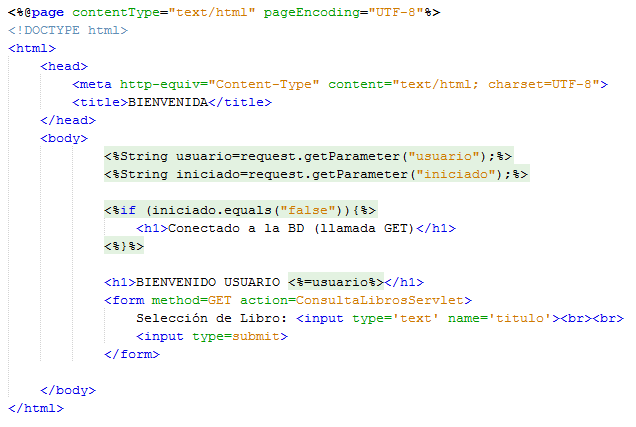 <%@page contentType="text/html" pageEncoding="UTF-8"%>
<!DOCTYPE html>
<html>
    <head>
        <meta http-equiv="Content-Type" content="text/html; charset=UTF-8">
        <title>BIENVENIDA</title>
    </head>
    <body>
            <%String usuario=request.getParameter("usuario");%>
            <%String iniciado=request.getParameter("iniciado");%>
            <%if (iniciado.equals("false")){%>
                <h1>Conectado a la BD (llamada GET)</h1>
            <%}%>
            <h1>BIENVENIDO USUARIO <%=usuario%></h1>
            <form method=GET action=ConsultaLibrosServlet>
                Selección de Libro: <input type='text' name='titulo'><br><br>
                <input type=submit>
            </form>
    </body>
</html>